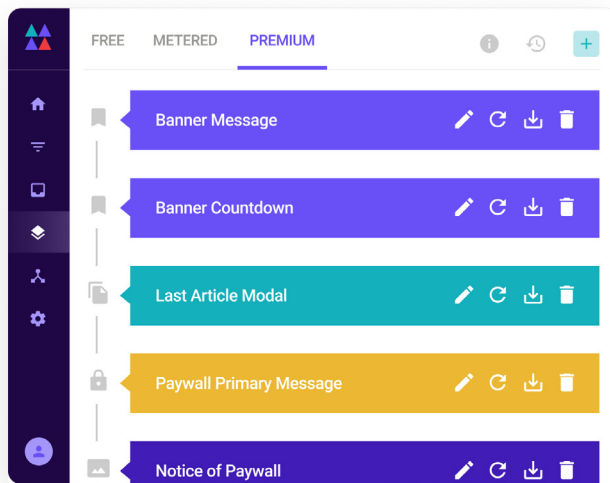 FREE METERED PREMIUM
Banner Message
Banner Countdown
Last Article Modal
Paywall Primary Message
Notice of Paywall